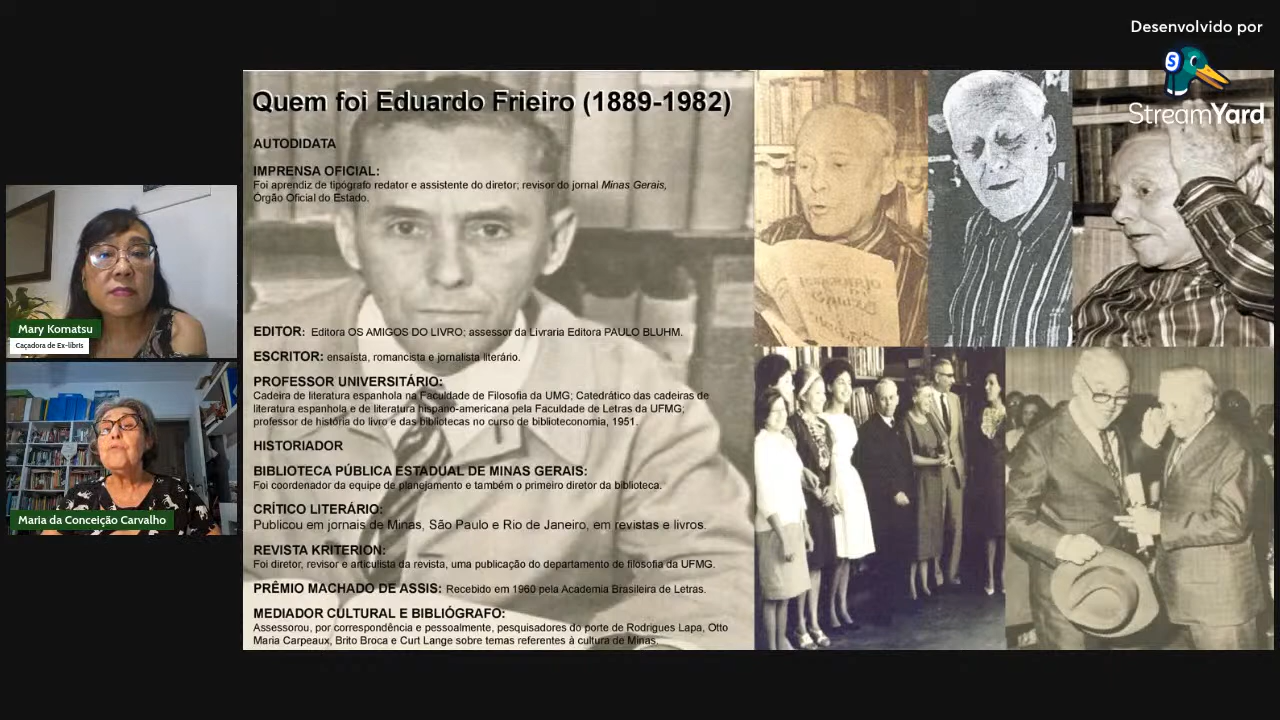 Desenvolvido por
S
StreamYard
Quem foi Eduardo Frieiro (1889-1982)
AUTODIDATA
IMPRENSA OFICIAL:
Foi aprendiz de tipógrafo redator e assistente do diretor; revisor do jornal Minas Gerais,
Órgão Oficial do Estado.
EDITOR: Editora OS AMIGOS DO LIVRO; assessor da Livraria Editora PAULO BLUHM.
ESCRITOR: ensaísta, romancista e jornalista literário.
PROFESSOR UNIVERSITÁRIO:
Cadeira de literatura espanhola na Faculdade de Filosofia da UMG; Catedrático das cadeiras de
literatura espanhola e de literatura hispano-americana pela Faculdade de Letras da UFMG;
professor de história do livro e das bibliotecas no curso de biblioteconomia, 1951.
HISTORIADOR
BIBLIOTECA PÚBLICA ESTADUAL DE MINAS GERAIS:
Foi coordenador da equipe de planejamento e também o primeiro diretor da biblioteca.
CRÍTICO LITERÁRIO:
Publicou em jornais de Minas, São Paulo e Rio de Janeiro, em revistas e livros.
REVISTA KRITERION:
Foi diretor, revisor e articulista da revista, uma publicação do departamento de filosofia da UFMG.
PRÊMIO MACHADO DE ASSIS: Recebido em 1960 pela Academia Brasileira de Letras.
MEDIADOR CULTURAL E BIBLIÓGRAFO:
Assessorou, por correspondência e pessoalmente, pesquisadores do porte de Rodrigues Lapa, Otto
Maria Carpeaux, Brito Broca e Curt Lange sobre temas referentes à cultura de Minas.
Mary Komatsu
Caçadora de Ex-líbris
Maria da Conceição Carvalho